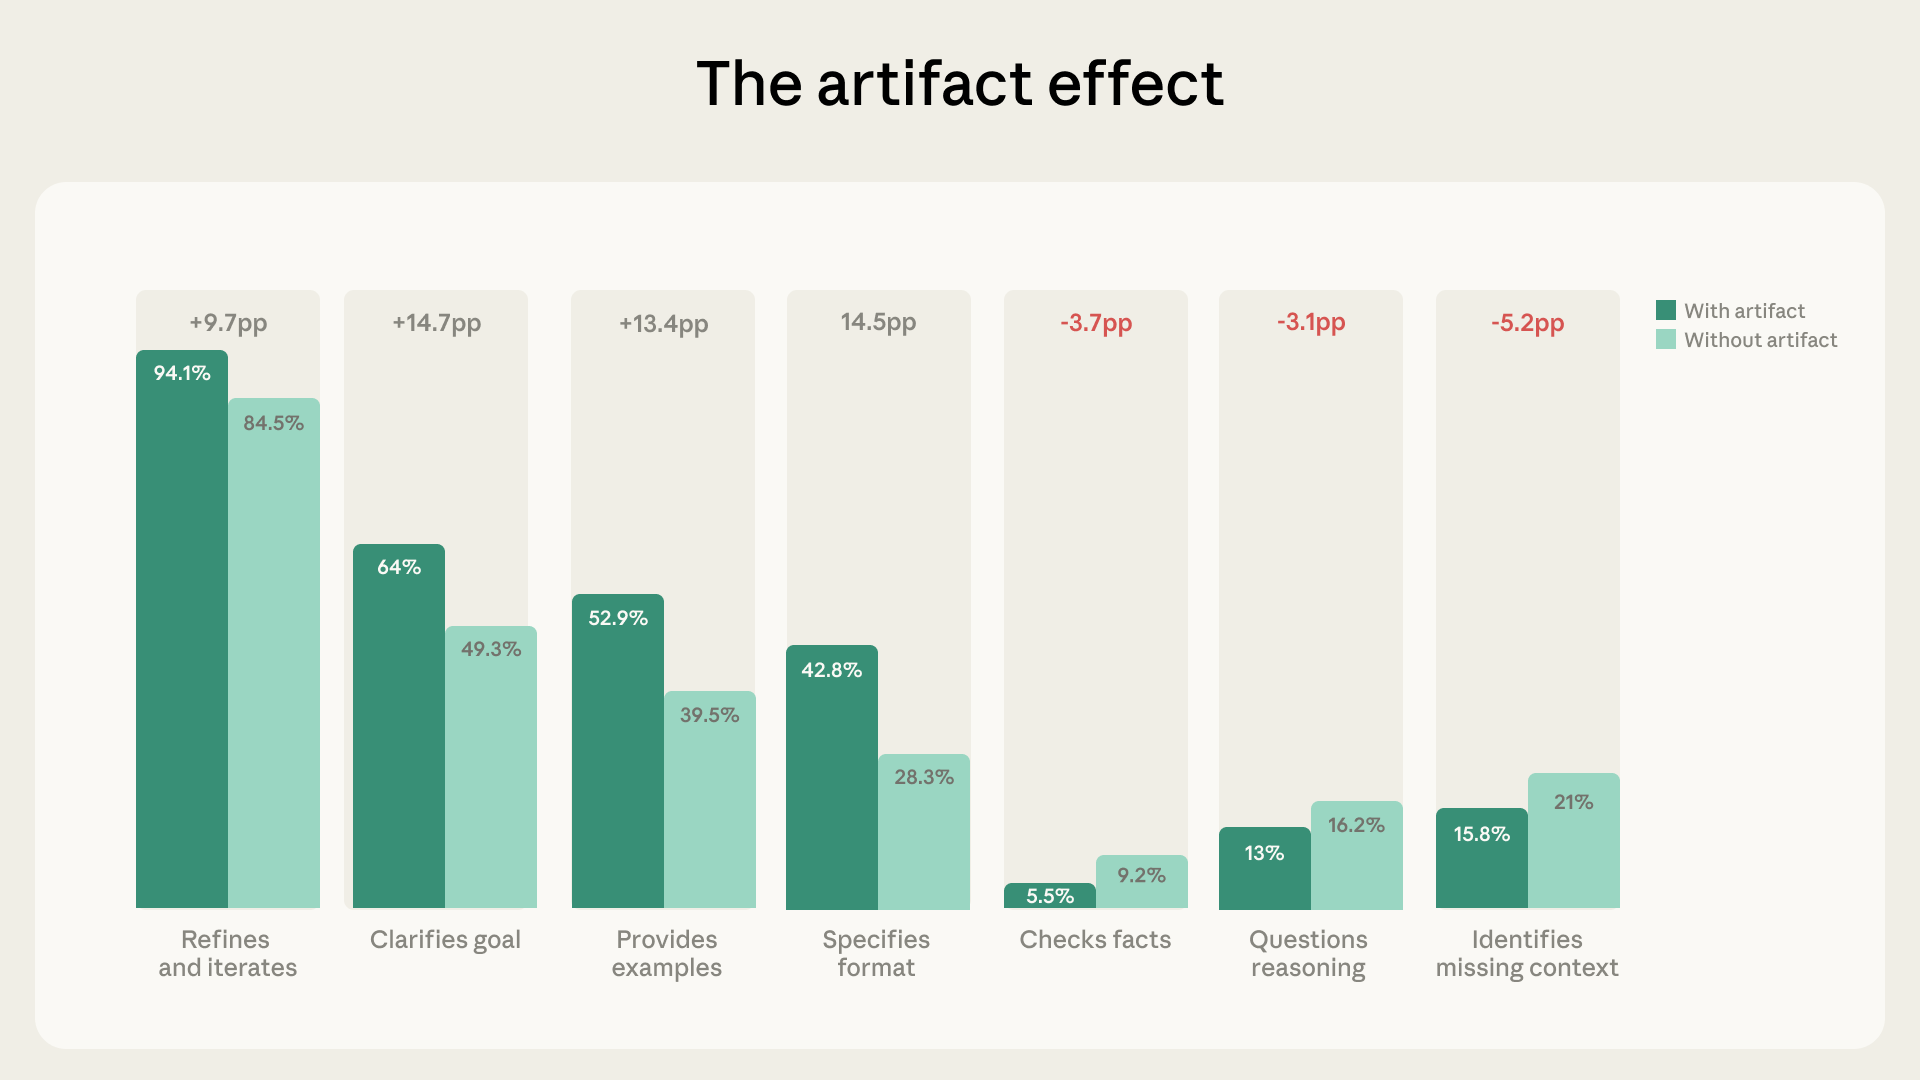 The artifact effect
+9.7pp
+14.7pp
+13.4pp
14.5pp
-3.7pp
-3.1pp
-5.2pp
With artifact
Without artifact
94.1%
84.5%
64%
49.3%
52.9%
39.5%
42.8%
28.3%
5.5%
9.2%
13%
16.2%
15.8%
21%
Refines
and iterates
Clarifies goal
Provides
examples
Specifies
format
Checks facts
Questions
reasoning
Identifies
missing context